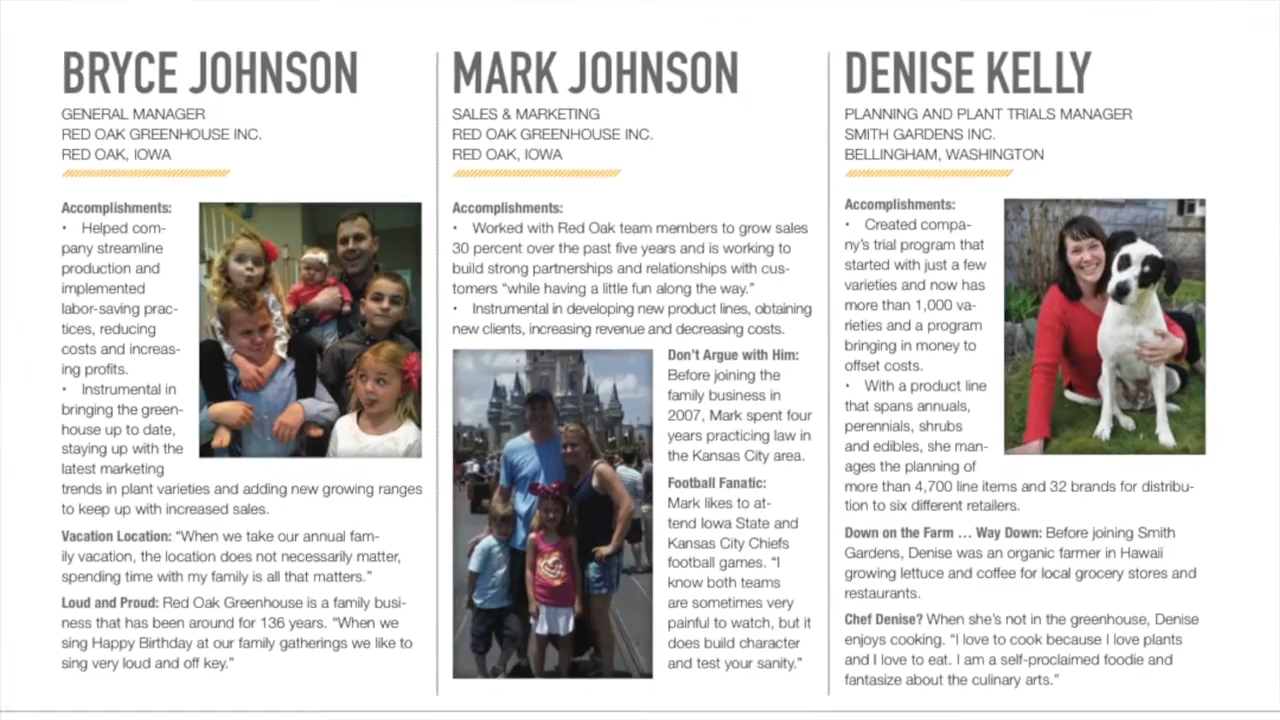 BRYCE JOHNSON
GENERAL MANAGER
RED OAK GREENHOUSE INC.
RED OAK, IOWA
Accomplishments:
• Helped com-
pany streamline
production and
implemented
labor-saving prac-
tices, reducing
costs and increas-
ing profits.
• Instrumental in
bringing the green-
house up to date,
staying up with the
latest marketing
trends in plant varieties and adding new growing ranges
to keep up with increased sales.
Vacation Location: “When we take our annual fam-
ily vacation, the location does not necessarily matter,
spending time with my family is all that matters.”
Loud and Proud: Red Oak Greenhouse is a family busi-
ness that has been around for 136 years. “When we
sing Happy Birthday at our family gatherings we like to
sing very loud and off key.”
MARK JOHNSON
SALES & MARKETING
RED OAK GREENHOUSE INC.
RED OAK, IOWA
Accomplishments:
• Worked with Red Oak team members to grow sales
30 percent over the past five years and is working to
build strong partnerships and relationships with cus-
tomers “while having a little fun along the way.”
• Instrumental in developing new product lines, obtaining
new clients, increasing revenue and decreasing costs.
Don’t Argue with Him:
Before joining the
family business in
2007, Mark spent four
years practicing law in
the Kansas City area.
Football Fanatic:
Mark likes to at-
tend Iowa State and
Kansas City Chiefs
football games. “I
know both teams
are sometimes very
painful to watch, but it
does build character
and test your sanity.”
DENISE KELLY
PLANNING AND PLANT TRIALS MANAGER
SMITH GARDENS INC.
BELLINGHAM, WASHINGTON
Accomplishments:
• Created compa-
ny’s trial program that
started with just a few
varieties and now has
more than 1,000 va-
rieties and a program
bringing in money to
offset costs.
• With a product line
that spans annuals,
perennials, shrubs
and edibles, she man-
ages the planning of
more than 4,700 line items and 32 brands for distribu-
tion to six different retailers.
Down on the Farm … Way Down: Before joining Smith
Gardens, Denise was an organic farmer in Hawaii
growing lettuce and coffee for local grocery stores and
restaurants.
Chef Denise? When she’s not in the greenhouse, Denise
enjoys cooking. “I love to cook because I love plants
and I love to eat. I am a self-proclaimed foodie and
fantasize about the culinary arts.”